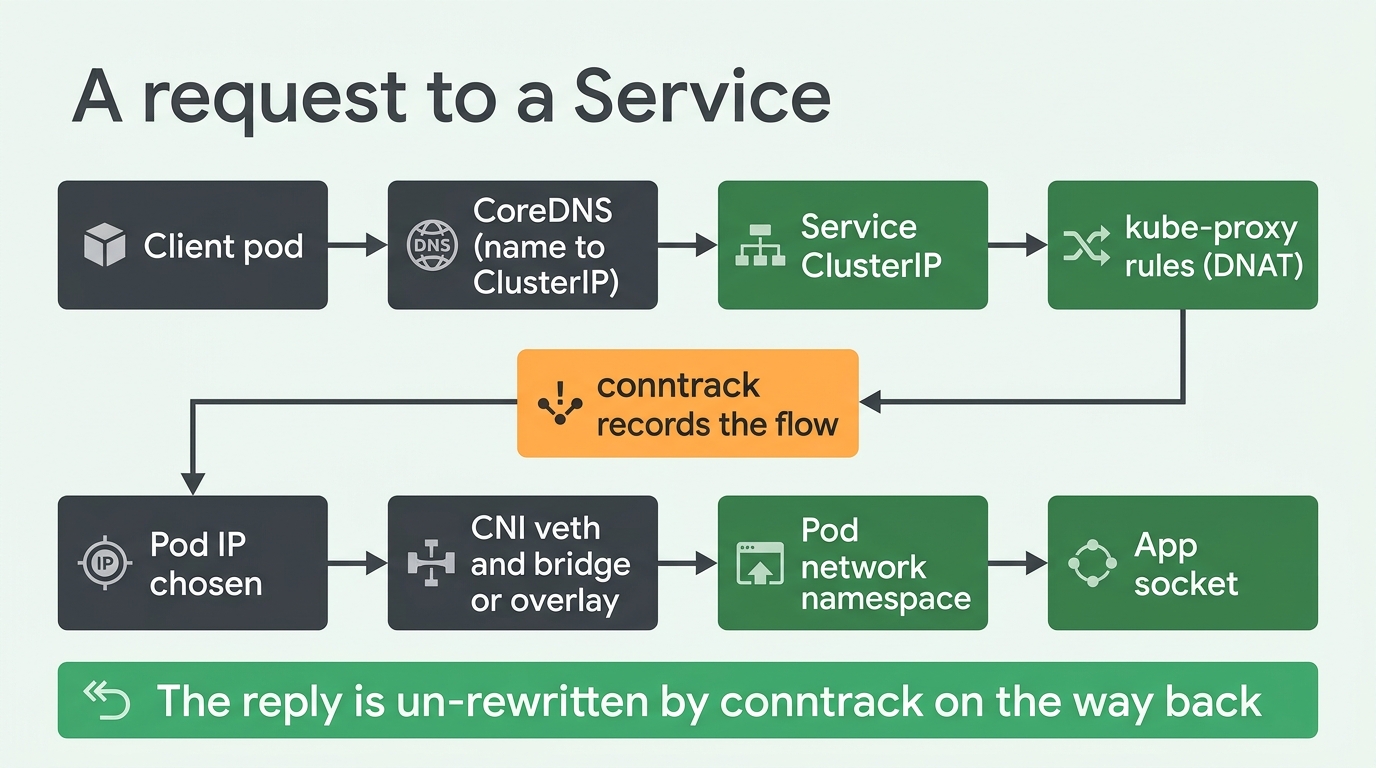 A request to a Service
Client pod
CoreDNS
(name to
ClusterIP)
DNS
Service
ClusterIP
kube-proxy
rules (DNAT)
conntrack
records the flow
Pod IP
chosen
IP
CNI veth
and bridge
or overlay
Pod
network
namespace
App
socket
The reply is un-rewritten by conntrack on the way back